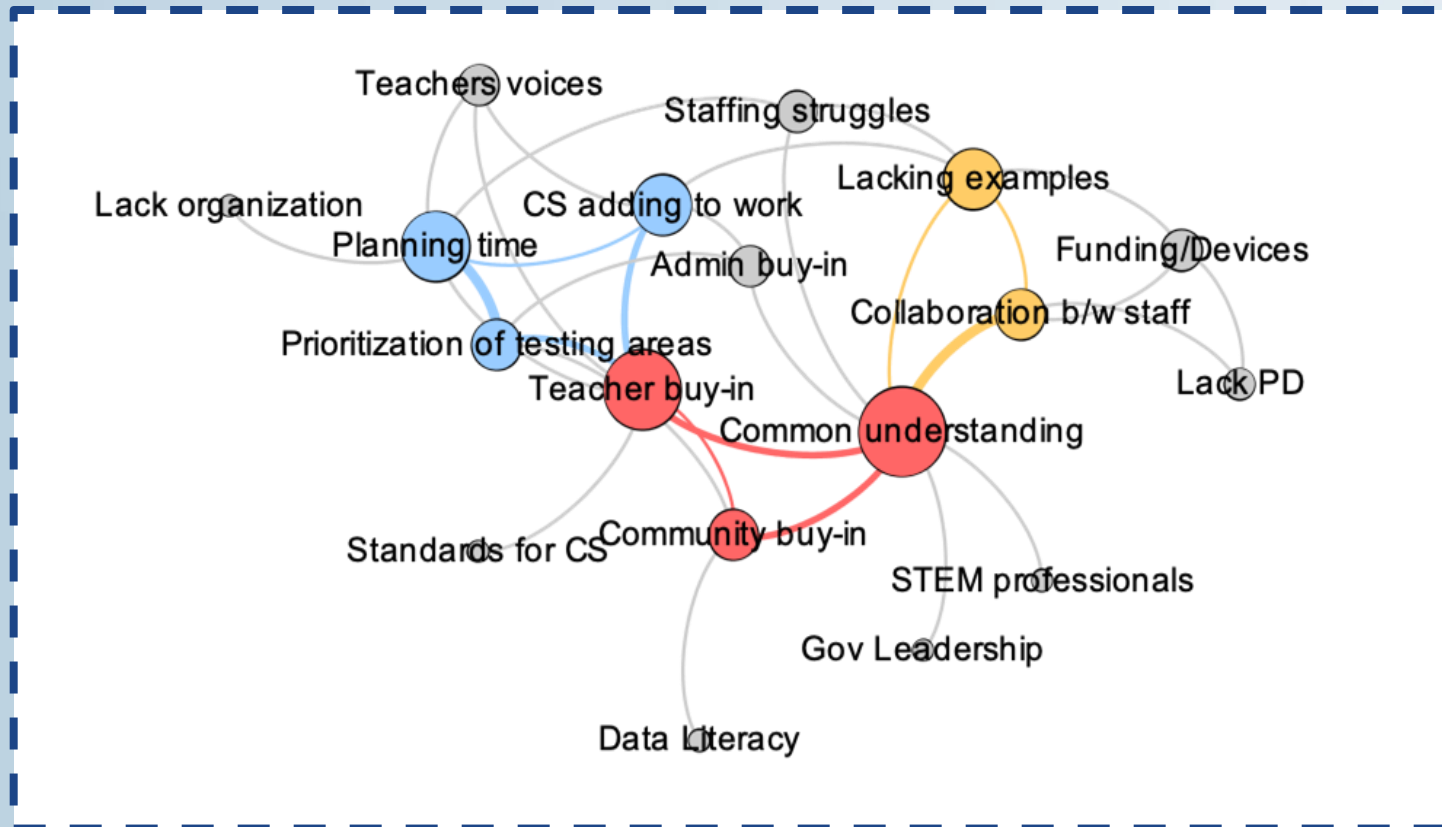 Teachers voices
Staffing struggles
Lacking examples
Lack organization
CS adding to work
Planning time
Funding/Devices
Admin buy-in
Collaboration b/w staff
Prioritization of testing areas
Teacher buy-in
Lack PD
Common understanding
Community buy-in
Standards for CS
STEM professionals
Gov Leadership
Data Literacy